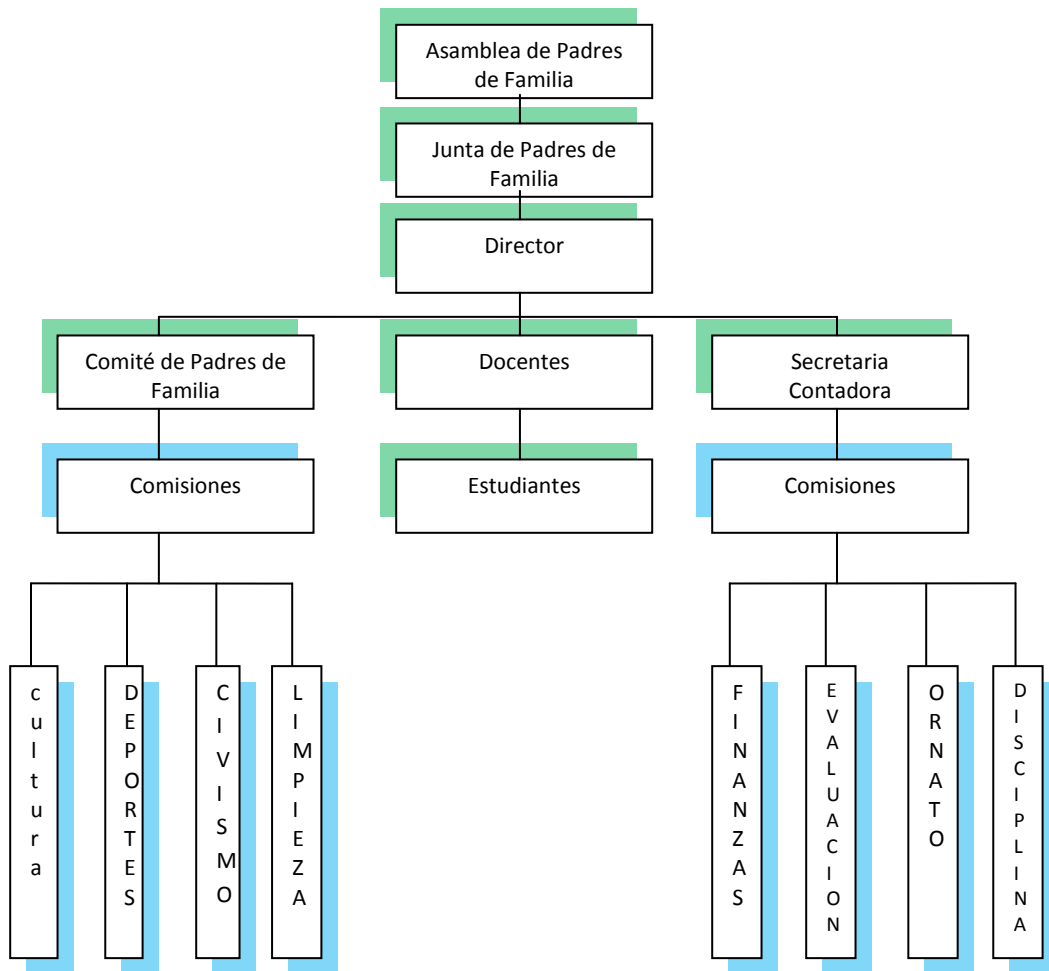 Asamblea de Padres
de Familia
Junta de Padres de
Familia
Director
Comité de Padres de
Familia
Docentes
Secretaria
Contadora
Comisiones
Estudiantes
Comisiones
cultura
DEPORTES
CIVISMO
LIMPIEZA
FINANZAS
EVALUACION
ORNATO
DISCIPLINA